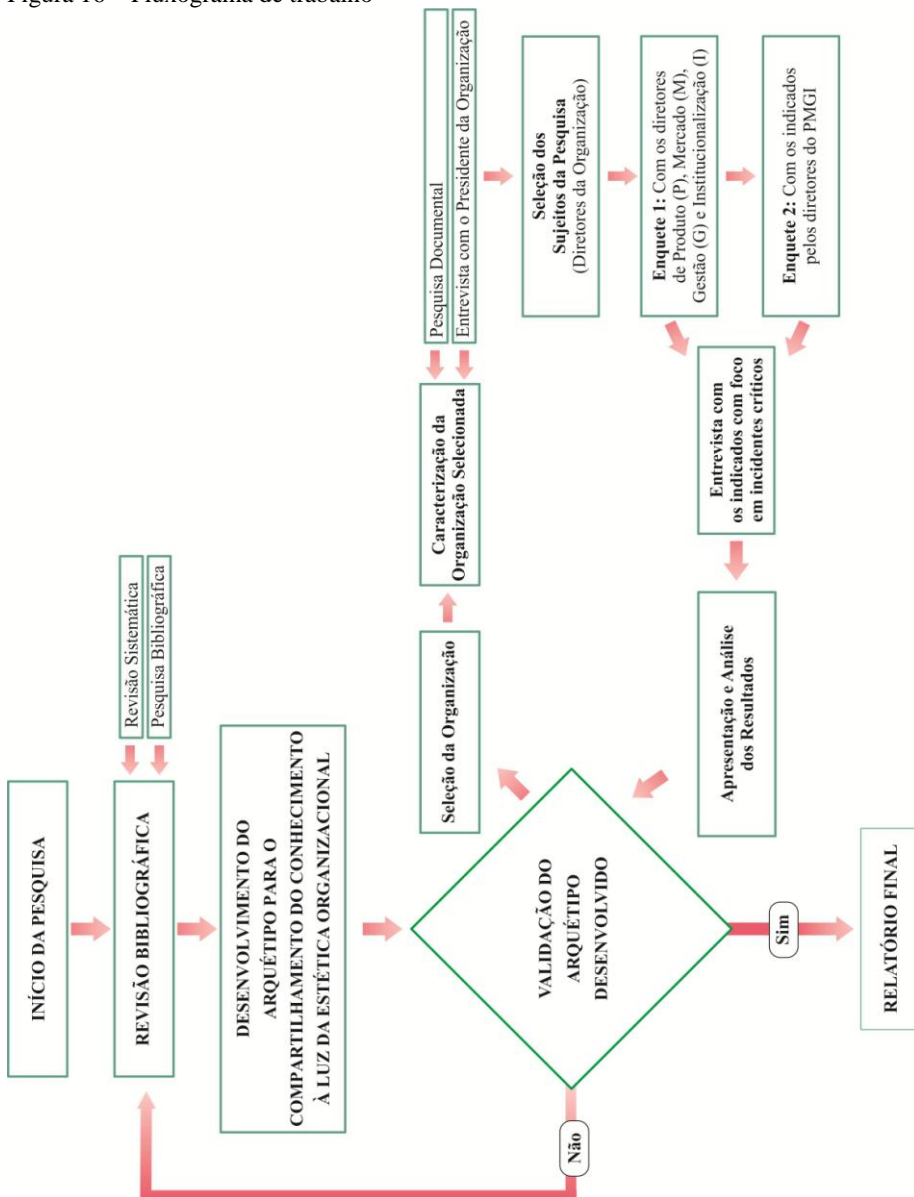 Figura 16 – Fluxograma de trabalho
INÍCIO DA PESQUISA
REVISÃO BIBLIOGRÁFICA
Revisão Sistemática
Pesquisa Bibliográfica
DESENVOLVIMENTO DO
ARQUÉTIPO PARA O
COMPARTILHAMENTO DO CONHECIMENTO
À LUZ DA ESTÉTICA ORGANIZACIONAL
VALIDAÇÃO DO
ARQUÉTIPO
DESENVOLVIDO
Não
Sim
RELATÓRIO FINAL
Seleção da Organização
Caracterização da
Organização Selecionada
Pesquisa Documental
Entrevista com o Presidente da Organização
Seleção dos
Sujeitos da Pesquisa
(Diretores da Organização)
Enquete 1: Com os diretores
de Produto (P), Mercado (M),
Gestão (G) e Institucionalização (I)
Enquete 2: Com os indicados
pelos diretores do PMGI
Entrevista com
os indicados com foco
em incidentes críticos
Apresentação e Análise
dos Resultados